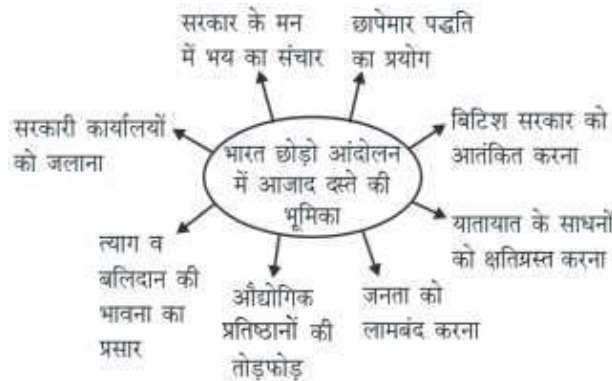 सरकार के मन
में भय का संचार
छापेमार पद्धति
का प्रयोग
सरकारी कार्यालयों
को जलाना
बिटिश सरकार को
आतंकित करना
भारत छोड़ो आंदोलन
में आजाद दस्ते की
भूमिका
यातायात के साधनों
को क्षतिग्रस्त करना
त्याग व
बलिदान की
भावना का
प्रसार
औद्योगिक
प्रतिष्ठानों की
तोड़फोड़
जनता को
लामबंद करना